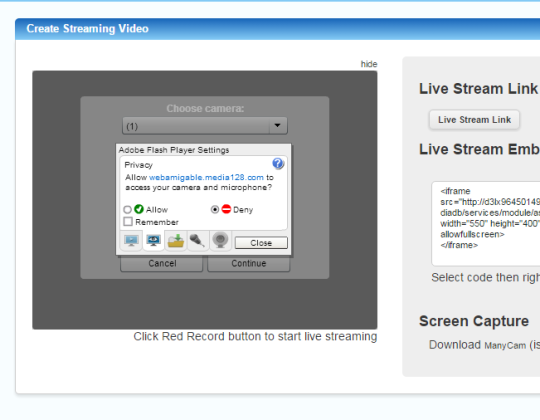 Create Streaming Video
hide
Choose camera:
(1)
Adobe Flash Player Settings
Privacy
?
Allow webamigable.media128.com to
access your camera and microphone?
Allow
Deny
Remember
Close
Cancel
Continue
Click Red Record button to start live streaming
Live Stream Link
Live Stream Link
Live Stream Emb
<iframe
src="http://d3lx96450149
diadb/services/module/as
width="550" height="400"
allowfullscreen>
</iframe>
Select code then righ
Screen Capture
Download ManyCam (is